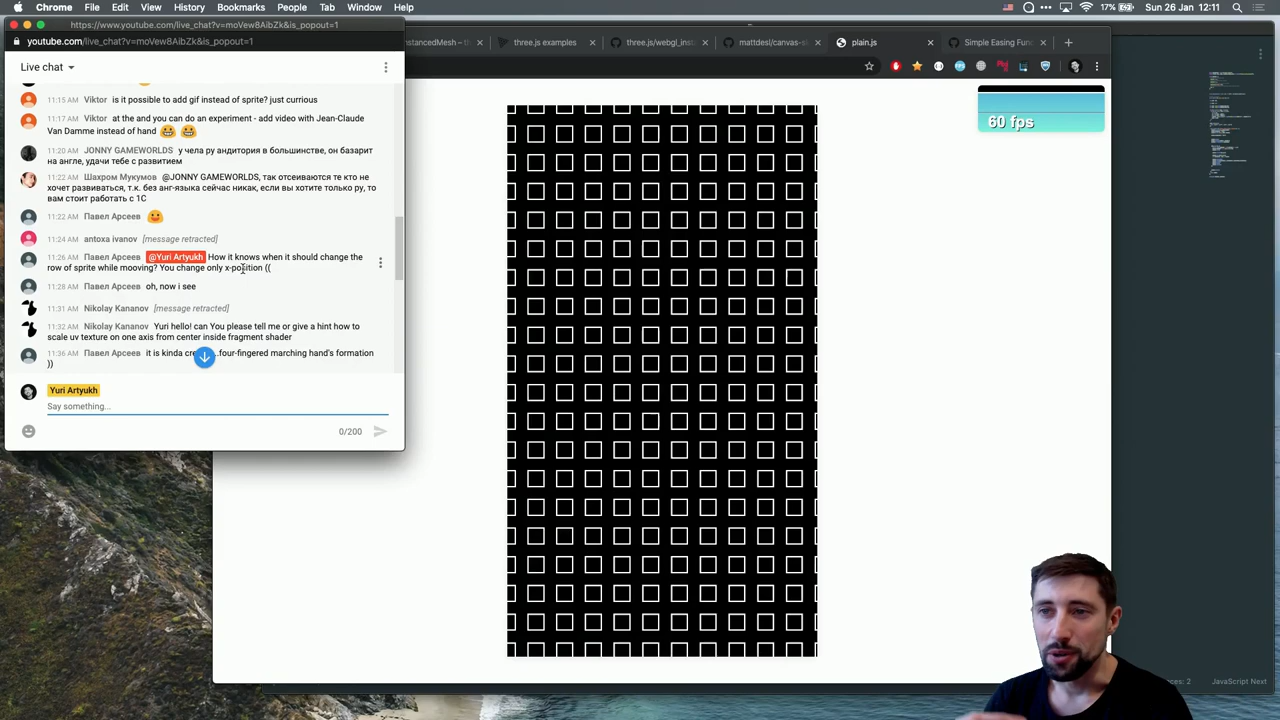 Chrome File Edit View History Bookmarks People Tab Window Help
17% Sun 26 Jan 12:11
https://www.youtube.com/live_chat?v=moVew8AibZk&is_popout=1
youtube.com/live_chat?v=moVew8AibZk&is_popout=1
three.js examples
three.js/webgl_inst
mattdesl/canvas-sk
plain.js
Simple Easing Fun
Live chat
11:15 AM Viktor is it possible to add gif instead of sprite? just currious
11:17 AM Viktor at the and you can do an experiment - add video with Jean-Claude
Van Damme instead of hand
11:20 AM JONNY GAMEWORLDS у чела ру андитория в большинстве, он базарит
на англе, удачи тебе с развитием
11:22 AM Шахром Мукумов @JONNY GAMEWORLDS, так отсеиваются те кто не
хочет развиваться, т.к. без анг-языка сейчас никак, если вы хотите только ру, то
вам стоит работать с 1С
11:22 AM Павел Арсеев
11:24 AM antoxa ivanov [message retracted]
11:26 AM Павел Арсеев @Yuri Artyukh How it knows when it should change the
row of sprite while mooving? You change only x-position ((
11:28 AM Павел Арсеев oh, now i see
11:31 AM Nikolay Kananov [message retracted]
11:32 AM Nikolay Kananov Yuri hello! can You please tell me or give a hint how to
scale uv texture on one axis from center inside fragment shader
11:36 AM Павел Арсеев it is kinda cre ...four-fingered marching hand's formation
))
Yuri Artyukh
Say something...
0/200
60 fps
JavaScript Next